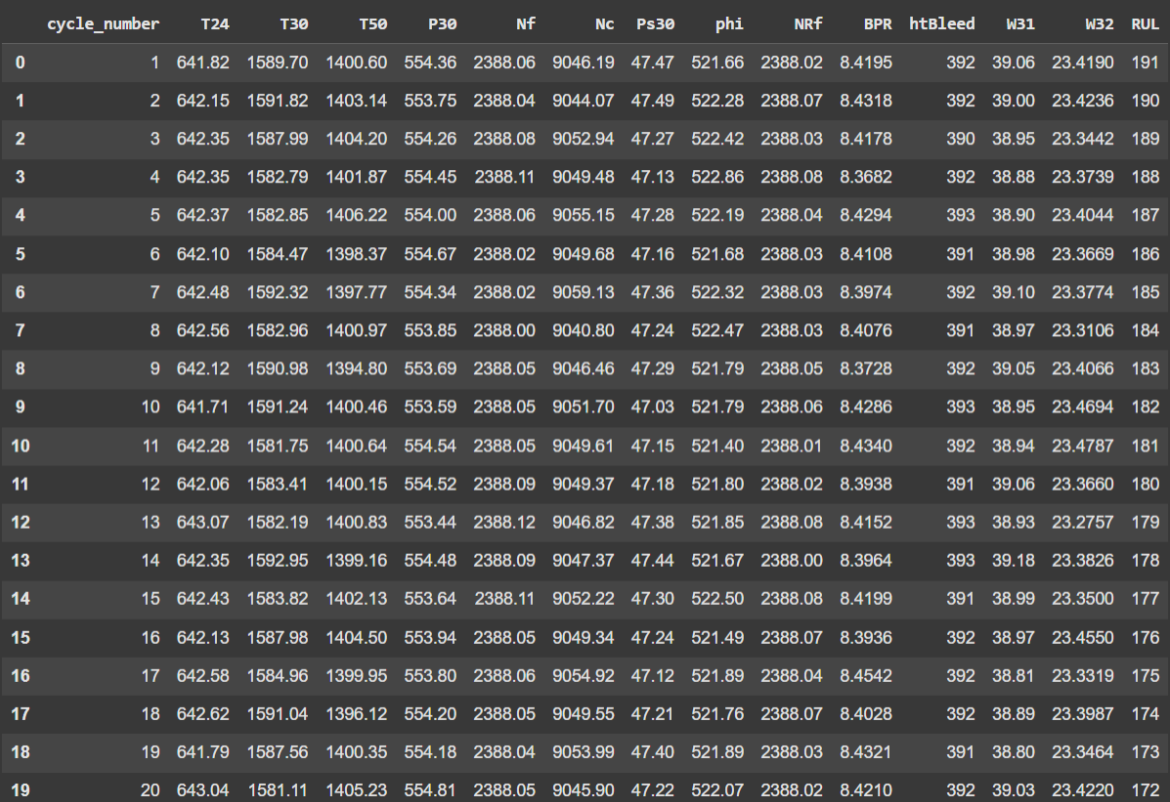 cycle_number T24 T30 T50 P30 Nf Nc Ps30 phi NRf BPR htBleed W31 W32 RUL
0 1 641.82 1589.70 1400.60 554.36 2388.06 9046.19 47.47 521.66 2388.02 8.4195 392 39.06 23.4190 191
1 2 642.15 1591.82 1403.14 553.75 2388.04 9044.07 47.49 522.28 2388.07 8.4318 392 39.00 23.4236 190
2 3 642.35 1587.99 1404.20 554.26 2388.08 9052.94 47.27 522.42 2388.03 8.4178 390 38.95 23.3442 189
3 4 642.35 1582.79 1401.87 554.45 2388.11 9049.48 47.13 522.86 2388.08 8.3682 392 38.88 23.3739 188
4 5 642.37 1582.85 1406.22 554.00 2388.06 9055.15 47.28 522.19 2388.04 8.4294 393 38.90 23.4044 187
5 6 642.10 1584.47 1398.37 554.67 2388.02 9049.68 47.16 521.68 2388.03 8.4108 391 38.98 23.3669 186
6 7 642.48 1592.32 1397.77 554.34 2388.02 9059.13 47.36 522.32 2388.03 8.3974 392 39.10 23.3774 185
7 8 642.56 1582.96 1400.97 553.85 2388.00 9040.80 47.24 522.47 2388.03 8.4076 391 38.97 23.3106 184
8 9 642.12 1590.98 1394.80 553.69 2388.05 9046.46 47.29 521.79 2388.05 8.3728 392 39.05 23.4066 183
9 10 641.71 1591.24 1400.46 553.59 2388.05 9051.70 47.03 521.79 2388.06 8.4286 393 38.95 23.4694 182
10 11 642.28 1581.75 1400.64 554.54 2388.05 9049.61 47.15 521.40 2388.01 8.4340 392 38.94 23.4787 181
11 12 642.06 1583.41 1400.15 554.52 2388.09 9049.37 47.18 521.80 2388.02 8.3938 391 39.06 23.3660 180
12 13 643.07 1582.19 1400.83 553.44 2388.12 9046.82 47.38 521.85 2388.08 8.4152 393 38.93 23.2757 179
13 14 642.35 1592.95 1399.16 554.48 2388.09 9047.37 47.44 521.67 2388.00 8.3964 393 39.18 23.3826 178
14 15 642.43 1583.82 1402.13 553.64 2388.11 9052.22 47.30 522.50 2388.08 8.4199 391 38.99 23.3500 177
15 16 642.13 1587.98 1404.50 553.94 2388.05 9049.34 47.24 521.49 2388.07 8.3936 392 38.97 23.4550 176
16 17 642.58 1584.96 1399.95 553.80 2388.06 9054.92 47.12 521.89 2388.04 8.4542 392 38.81 23.3319 175
17 18 642.62 1591.04 1396.12 554.20 2388.05 9049.55 47.21 521.76 2388.07 8.4028 392 38.89 23.3987 174
18 19 641.79 1587.56 1400.35 554.18 2388.04 9053.99 47.40 521.89 2388.03 8.4321 391 38.80 23.3464 173
19 20 643.04 1581.11 1405.23 554.81 2388.05 9045.90 47.22 522.07 2388.02 8.4210 392 39.03 23.4220 172